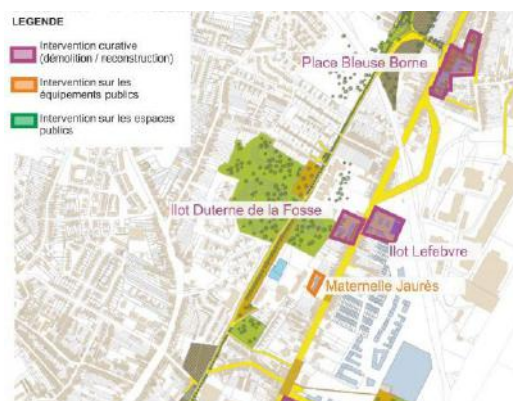 LEGENDE
Intervention curative
(démolition / reconstruction)
Intervention sur les
équipements publics
Intervention sur les espaces
publics
Place Bleuse Borne
Ilot Duterne de la Fosse
Ilot Lefebvre
Maternelle Jaurès